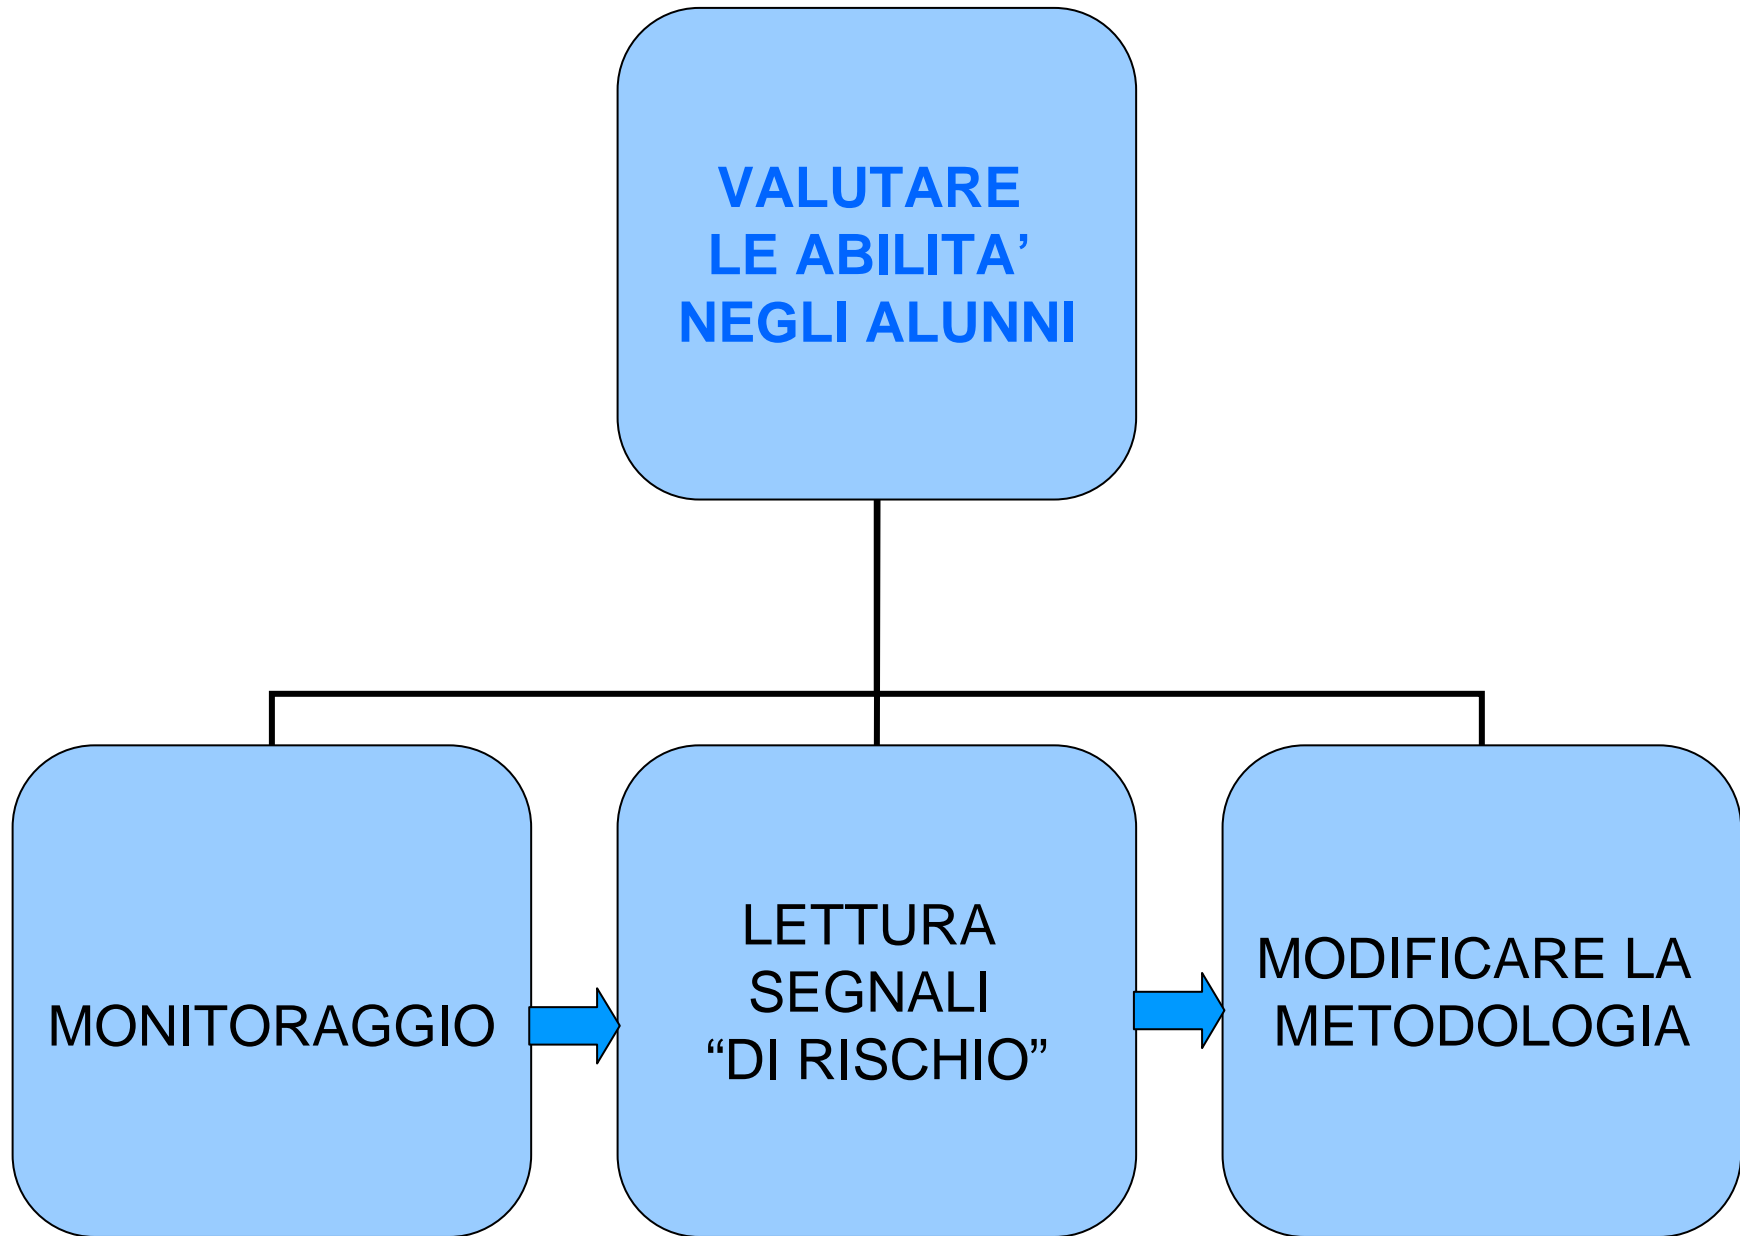 VALUTARE
LE ABILITA’
NEGLI ALUNNI
MONITORAGGIO
LETTURA
SEGNALI
“DI RISCHIO”
MODIFICARE LA
METODOLOGIA